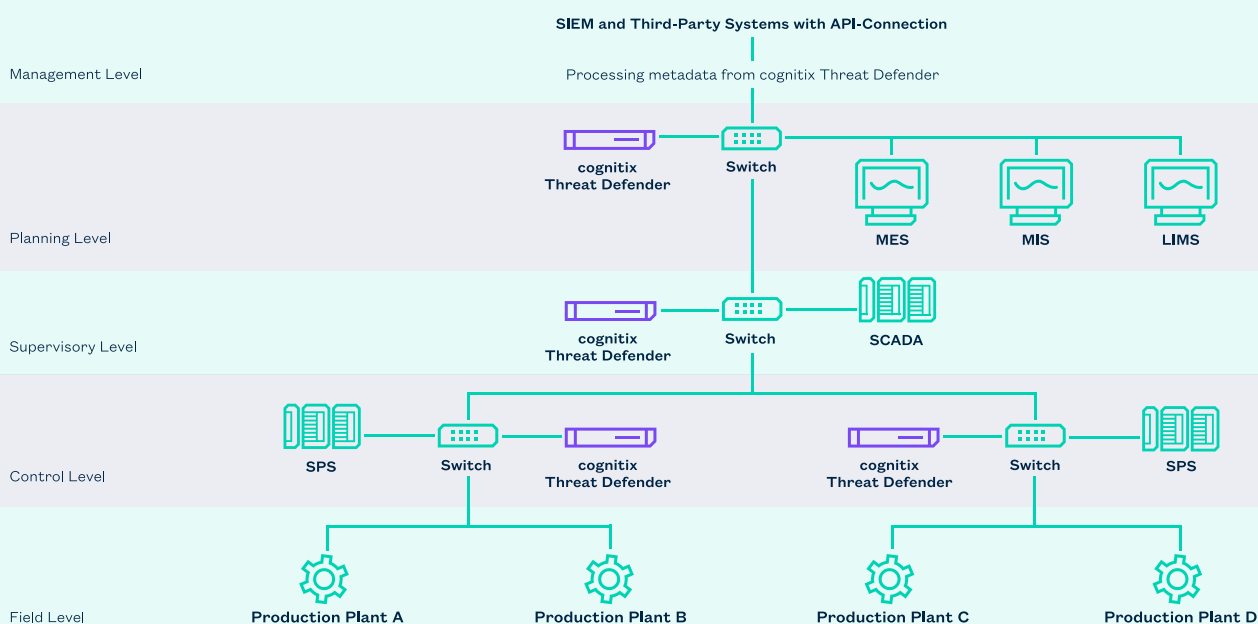 SIEM and Third-Party Systems with API-Connection
Management Level
Processing metadata from cognitix Threat Defender
cognitix
Threat Defender
Switch
MES
MIS
LIMS
Planning Level
cognitix
Threat Defender
Switch
SCADA
Supervisory Level
SPS
Switch
cognitix
Threat Defender
cognitix
Threat Defender
Switch
SPS
Control Level
Field Level
Production Plant A
Production Plant B
Production Plant C
Production Plant D